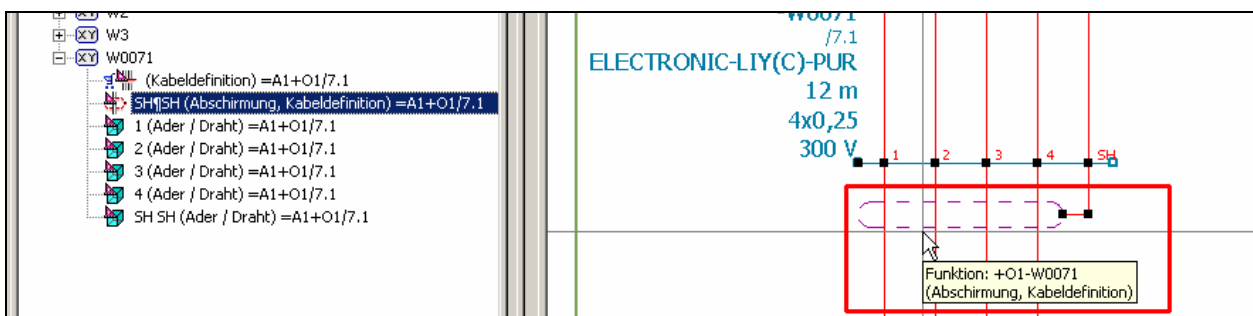 W2
W3
W0071
(Kabeldefinition) =A1+O1/7.1
SH¶SH (Abschirmung, Kabeldefinition) =A1+O1/7.1
1 (Ader / Draht) =A1+O1/7.1
2 (Ader / Draht) =A1+O1/7.1
3 (Ader / Draht) =A1+O1/7.1
4 (Ader / Draht) =A1+O1/7.1
SH SH (Ader / Draht) =A1+O1/7.1
-W0071
/7.1
ELECTRONIC-LIY(C)-PUR
12 m
4x0,25
300 V
1 2 3 4 SH
Funktion: +O1-W0071
(Abschirmung, Kabeldefinition)